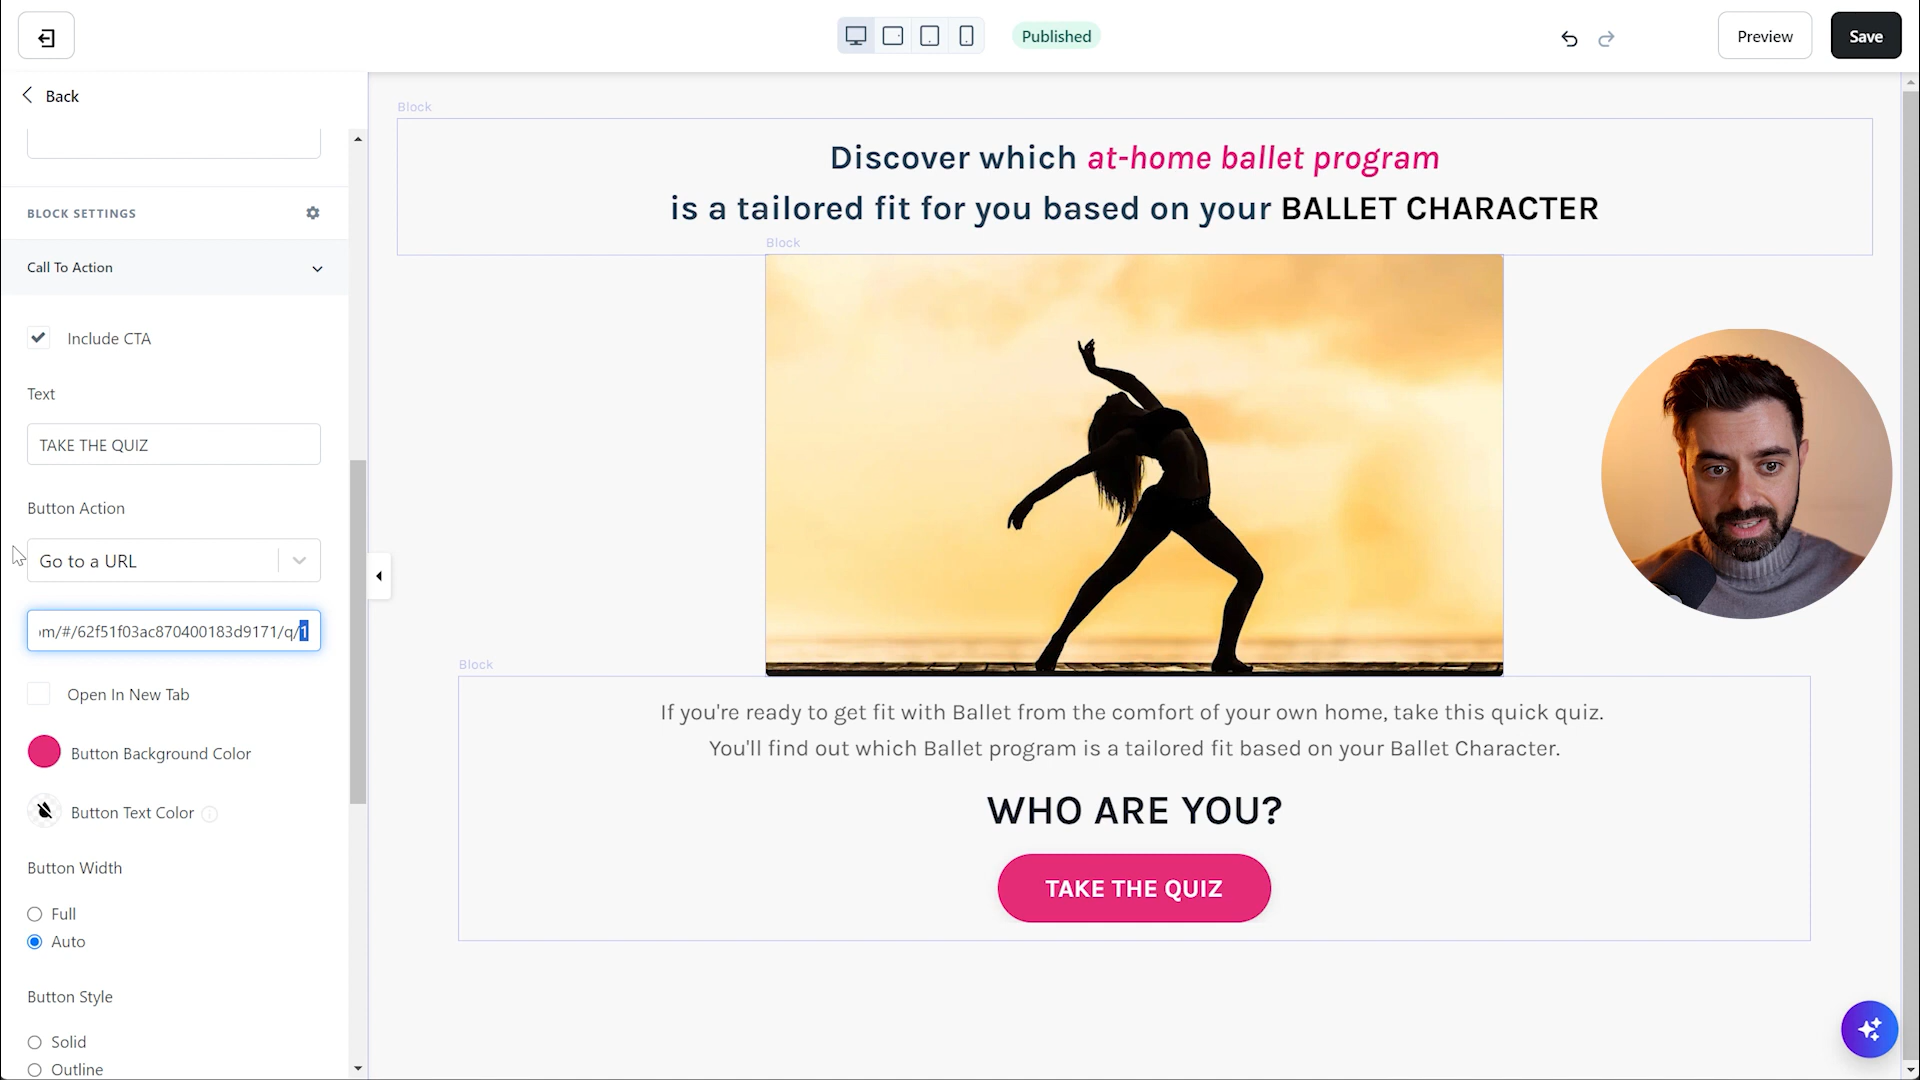 Published
Preview
Save
Back
BLOCK SETTINGS
Call To Action
Include CTA
Text
TAKE THE QUIZ
Button Action
Go to a URL
m/#/62f51f03ac870400183d9171/q/1
Open In New Tab
Button Background Color
Button Text Color
Button Width
Full
Auto
Button Style
Solid
Outline
Block
Discover which at-home ballet program
is a tailored fit for you based on your BALLET CHARACTER
Block
Block
If you're ready to get fit with Ballet from the comfort of your own home, take this quick quiz.
You'll find out which Ballet program is a tailored fit based on your Ballet Character.
WHO ARE YOU?
TAKE THE QUIZ